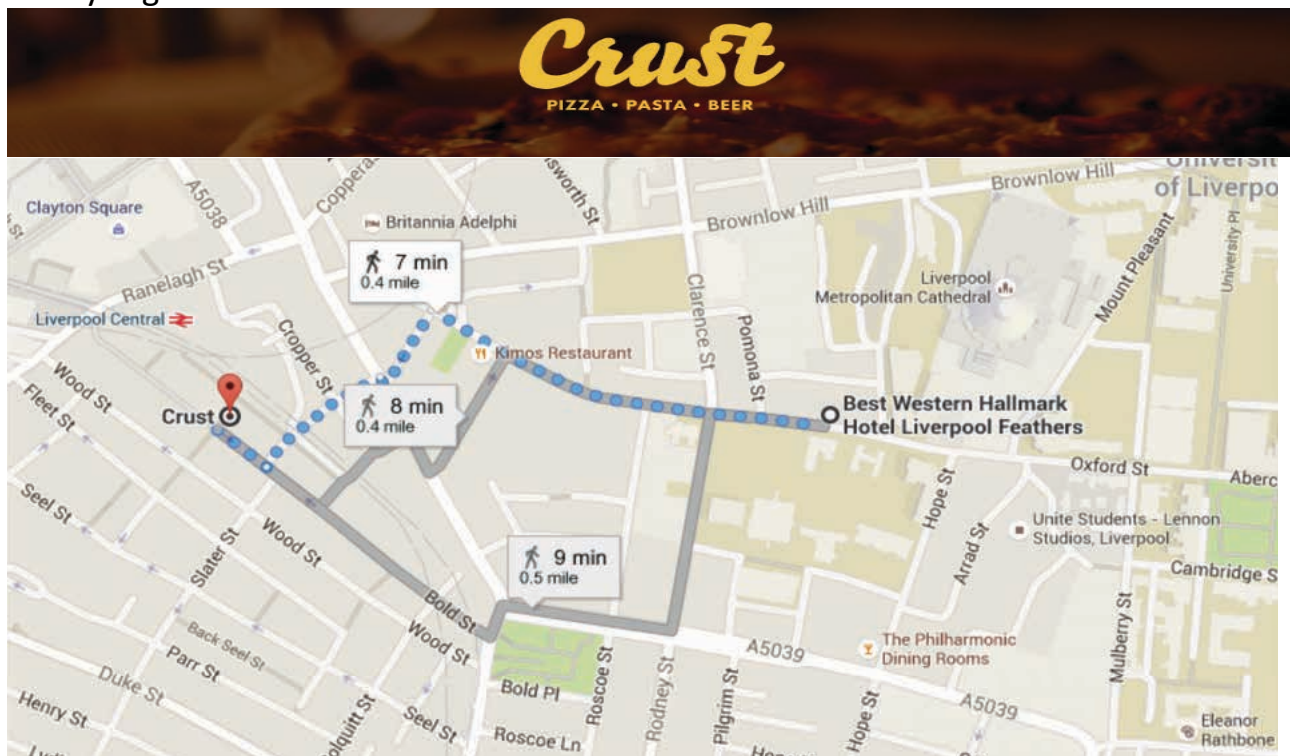 Crust
PIZZA • PASTA • BEER
Clayton Square
A5038
Britannia Adelphi
Brownlow Hill
Brownlow Hill
of Liverpo
Ranelagh St
7 min
0.4 mile
Liverpool
Metropolitan Cathedral
Mount Pleasant
University Pl
Liverpool Central
Cropper St
Clarence St
Pomona St
Kimos Restaurant
Wood St
Fleet St
Crust
8 min
0.4 mile
Best Western Hallmark
Hotel Liverpool Feathers
Oxford St
Aberc
Hope St
Arrad St
Unite Students - Lennon
Studios, Liverpool
Cambridge S
Seel St
Wood St
Slater St
9 min
0.5 mile
Bold St
Wood St
A5039
The Philharmonic
Dining Rooms
Mulberry St
Back Seel St
Parr St
Duke St
Bold Pl
Roscoe St
Rodney St
Pilgrim St
A5039
Henry St
Seel St
Roscoe Ln
Hope St
Eleanor
Rathbone